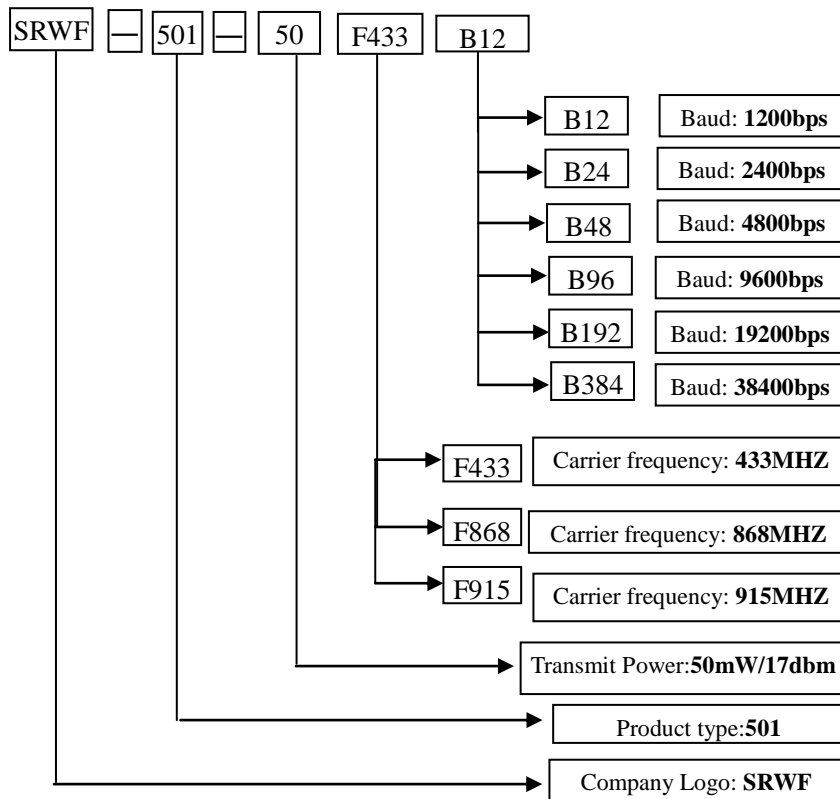 SRWF — 501 — 50 F433 B12
B12 Baud: 1200bps
B24 Baud: 2400bps
B48 Baud: 4800bps
B96 Baud: 9600bps
B192 Baud: 19200bps
B384 Baud: 38400bps
F433 Carrier frequency: 433MHZ
F868 Carrier frequency: 868MHZ
F915 Carrier frequency: 915MHZ
Transmit Power:50mW/17dbm
Product type:501
Company Logo: SRWF